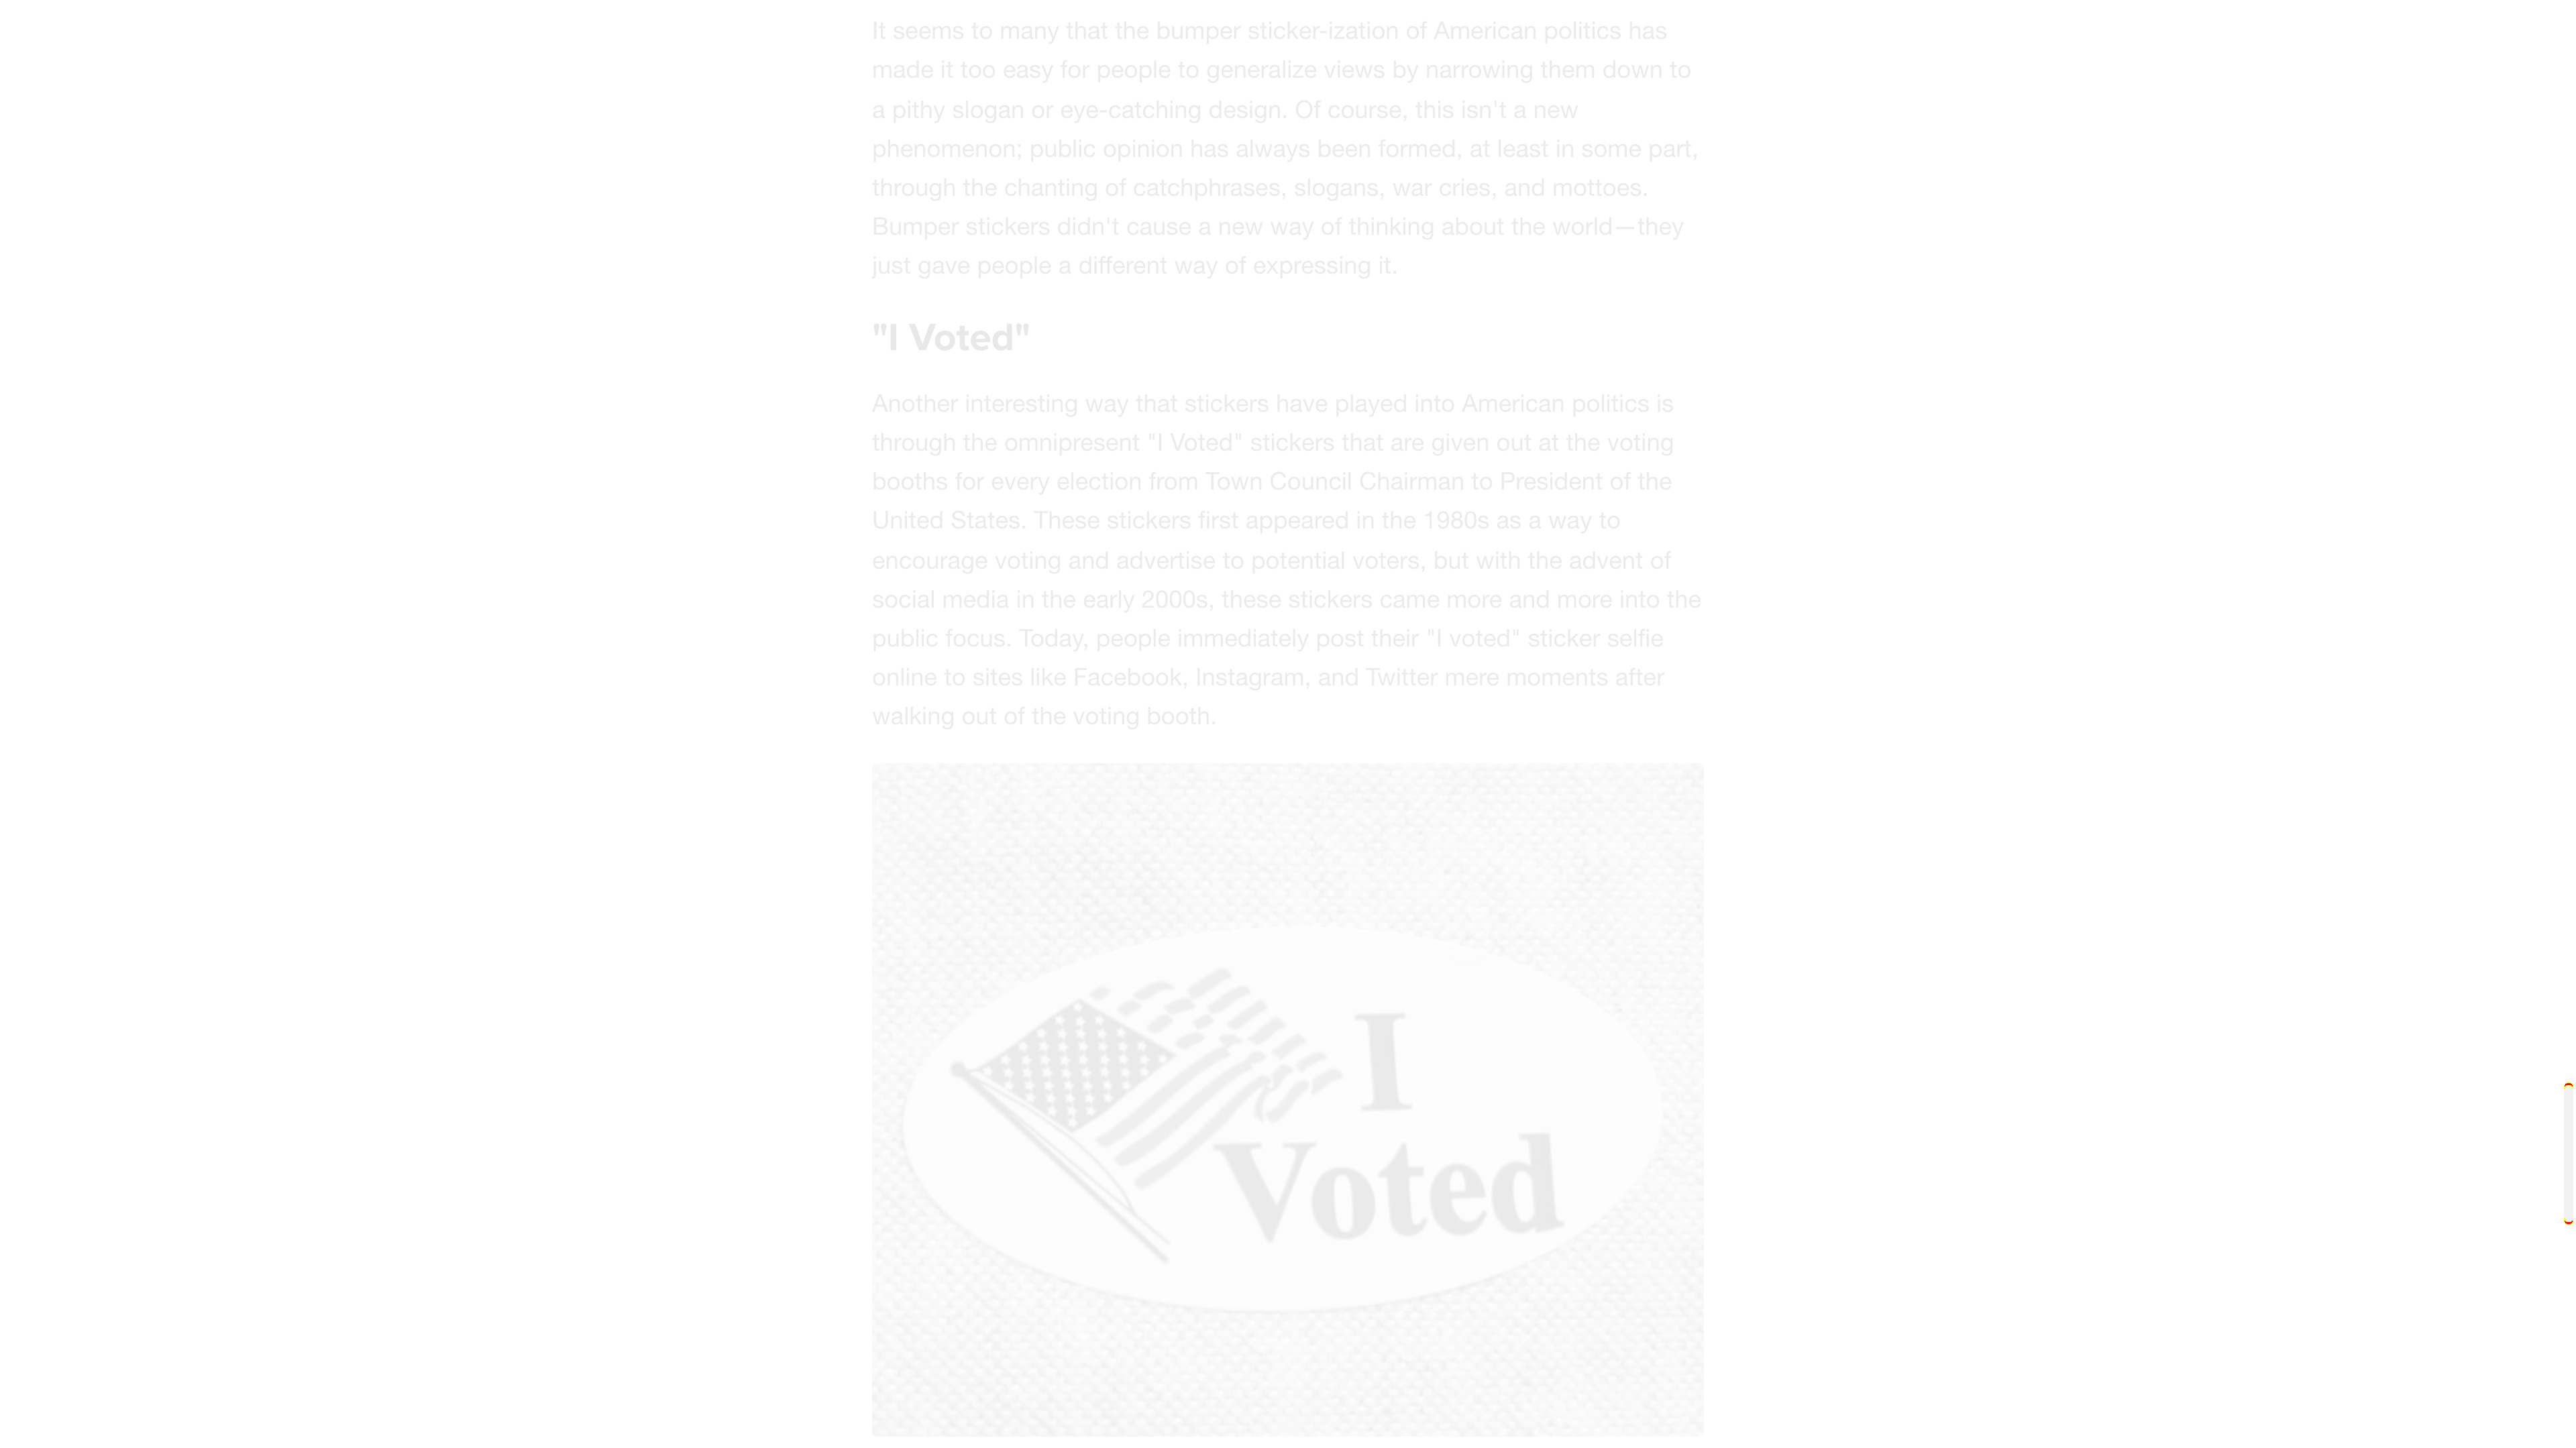 It seems to many that the bumper sticker-ization of American politics has
made it too easy for people to generalize views by narrowing them down to
a pithy slogan or eye-catching design. Of course, this isn't a new
phenomenon; public opinion has always been formed, at least in some part,
through the chanting of catchphrases, slogans, war cries, and mottoes.
Bumper stickers didn't cause a new way of thinking about the world—they
just gave people a different way of expressing it.
"I Voted"
Another interesting way that stickers have played into American politics is
through the omnipresent "I Voted" stickers that are given out at the voting
booths for every election from Town Council Chairman to President of the
United States. These stickers first appeared in the 1980s as a way to
encourage voting and advertise to potential voters, but with the advent of
social media in the early 2000s, these stickers came more and more into the
public focus. Today, people immediately post their "I voted" sticker selfie
online to sites like Facebook, Instagram, and Twitter mere moments after
walking out of the voting booth.
I
Voted